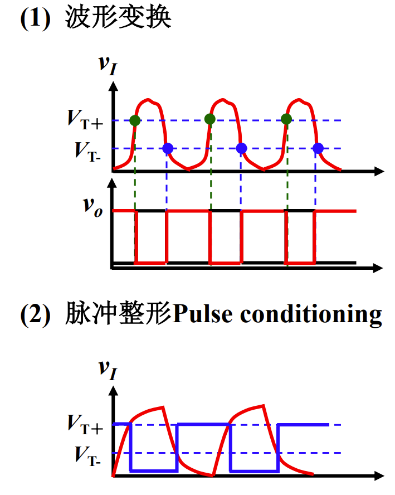 (1) 波形变换
vI
VT+
VT-
vo
(2) 脉冲整形Pulse conditioning
vI
VT+
VT-